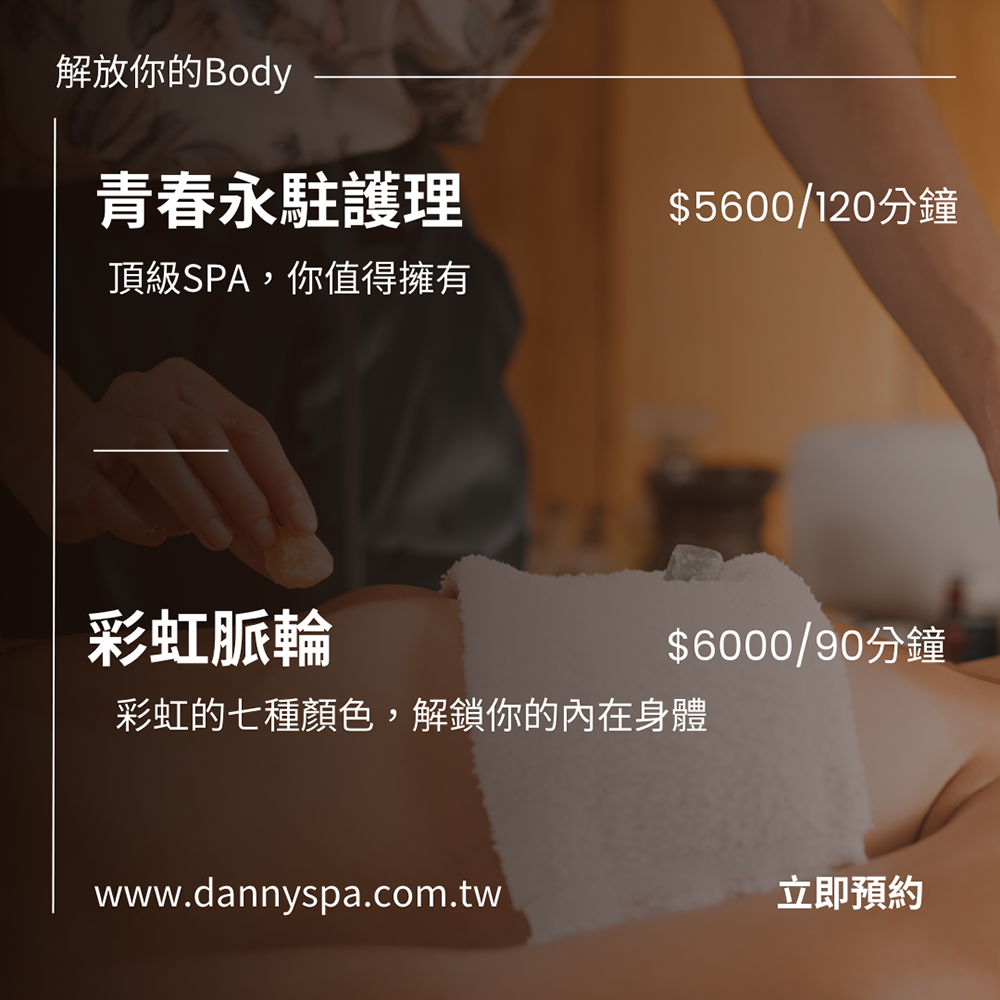 解放你的Body
青春永駐護理
$5600/120分鐘
頂級SPA，你值得擁有
彩虹脈輪
$6000/90分鐘
彩虹的七種顏色，解鎖你的內在身體
www.dannyspa.com.tw
立即預約